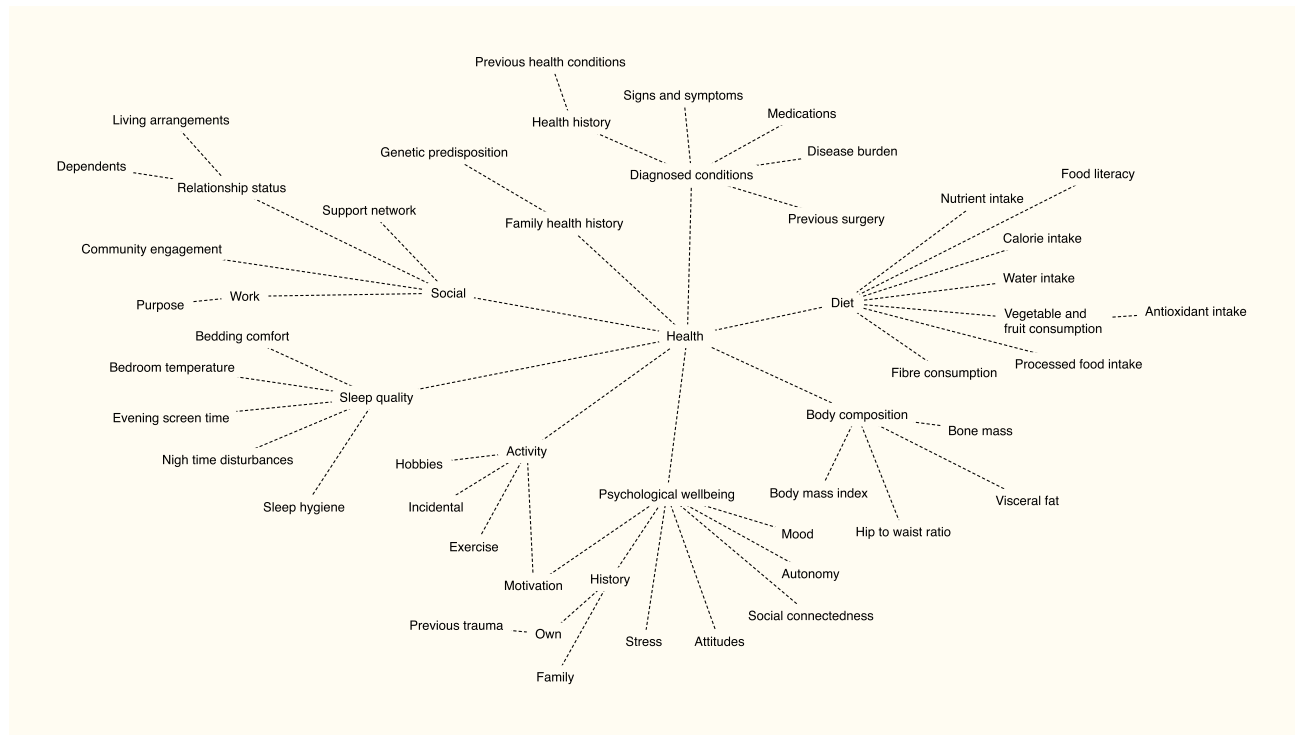 Previous health conditions
Signs and symptoms
Medications
Living arrangements
Health history
Genetic predisposition
Disease burden
Dependents
Relationship status
Diagnosed conditions
Food literacy
Nutrient intake
Support network
Family health history
Previous surgery
Community engagement
Calorie intake
Water intake
Purpose
Work
Social
Diet
Vegetable and
fruit consumption
Antioxidant intake
Bedding comfort
Health
Bedroom temperature
Fibre consumption
Processed food intake
Sleep quality
Evening screen time
Body composition
Bone mass
Nigh time disturbances
Hobbies
Activity
Sleep hygiene
Incidental
Psychological wellbeing
Body mass index
Visceral fat
Exercise
Mood
Hip to waist ratio
Motivation
History
Autonomy
Social connectedness
Previous trauma
Own
Stress
Attitudes
Family